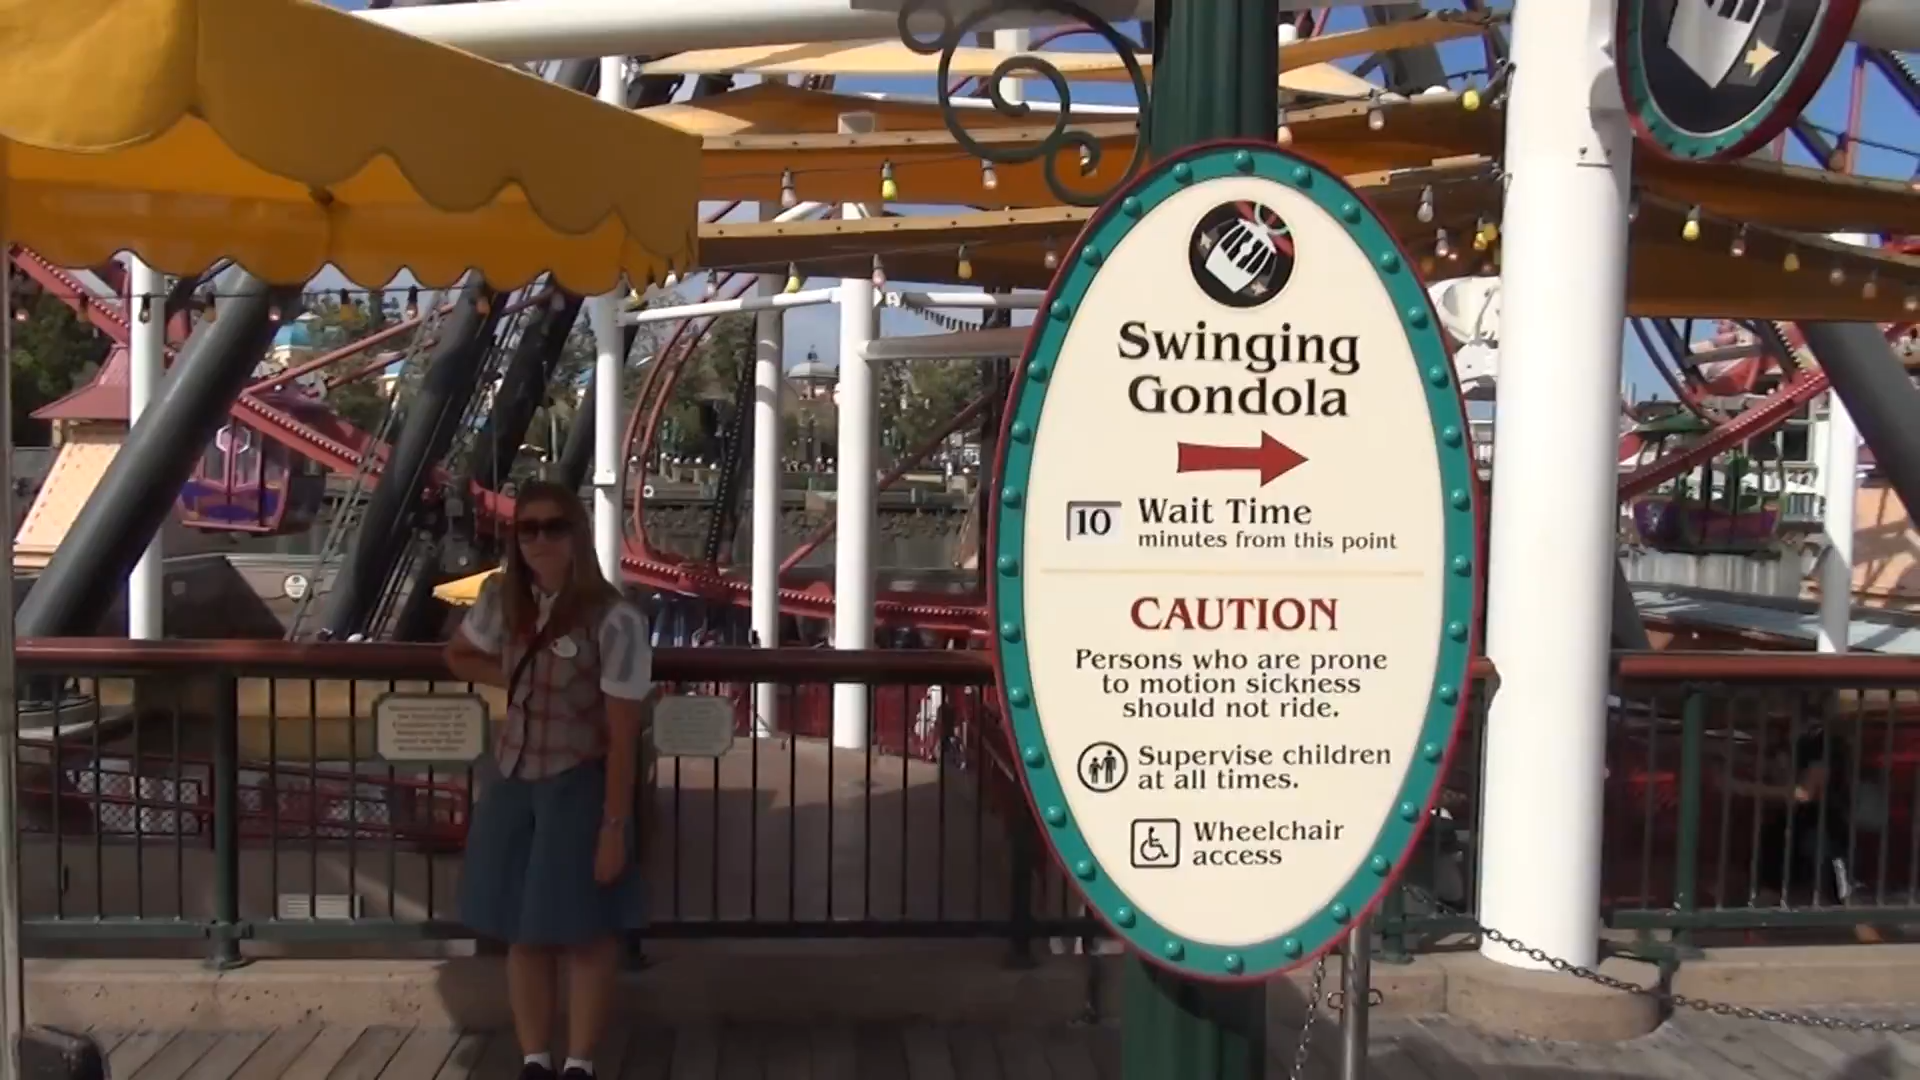 Swinging
Gondola
10 Wait Time
minutes from this point
CAUTION
Persons who are prone
to motion sickness
should not ride.
Supervise children
at all times.
Wheelchair
access